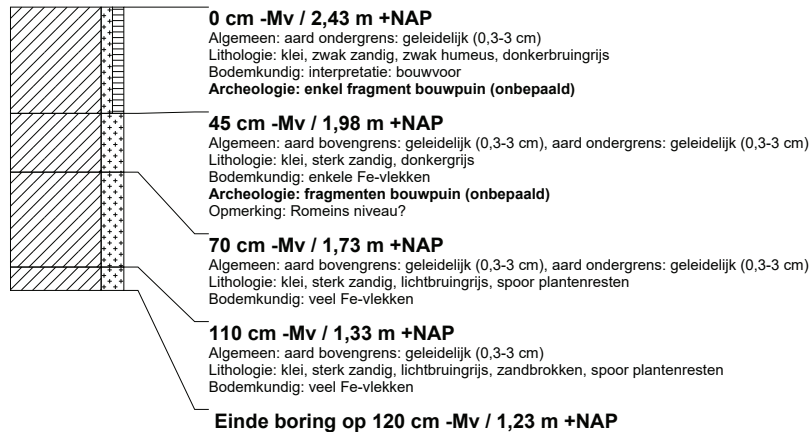 0 cm -Mv / 2,43 m +NAP
Algemeen: aard ondergrens: geleidelijk (0,3-3 cm)
Lithologie: klei, zwak zandig, zwak humeus, donkerbruingrijs
Bodemkundig: interpretatie: bouwvoor
Archeologie: enkel fragment bouwpuin (onbepaald)
45 cm -Mv / 1,98 m +NAP
Algemeen: aard bovengrens: geleidelijk (0,3-3 cm), aard ondergrens: geleidelijk (0,3-3 cm)
Lithologie: klei, sterk zandig, donkergrijs
Bodemkundig: enkele Fe-vlekken
Archeologie: fragmenten bouwpuin (onbepaald)
Opmerking: Romeins niveau?
70 cm -Mv / 1,73 m +NAP
Algemeen: aard bovengrens: geleidelijk (0,3-3 cm), aard ondergrens: geleidelijk (0,3-3 cm)
Lithologie: klei, sterk zandig, lichtbruingrijs, spoor plantenresten
Bodemkundig: veel Fe-vlekken
110 cm -Mv / 1,33 m +NAP
Algemeen: aard bovengrens: geleidelijk (0,3-3 cm)
Lithologie: klei, sterk zandig, lichtbruingrijs, zandbrokken, spoor plantenresten
Bodemkundig: veel Fe-vlekken
Einde boring op 120 cm -Mv / 1,23 m +NAP